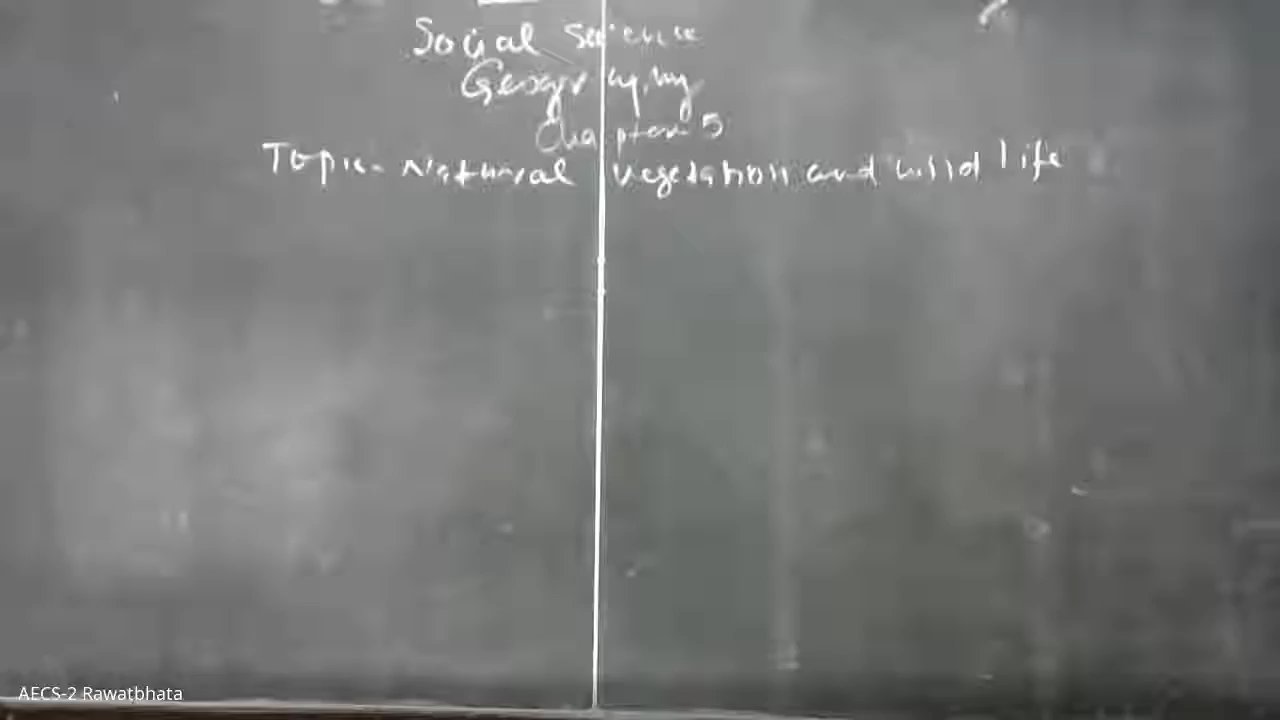 Social Science
Geography
Chapter 5
Topic- Natural vegetation and wild life
AECS-2 Rawatbhata